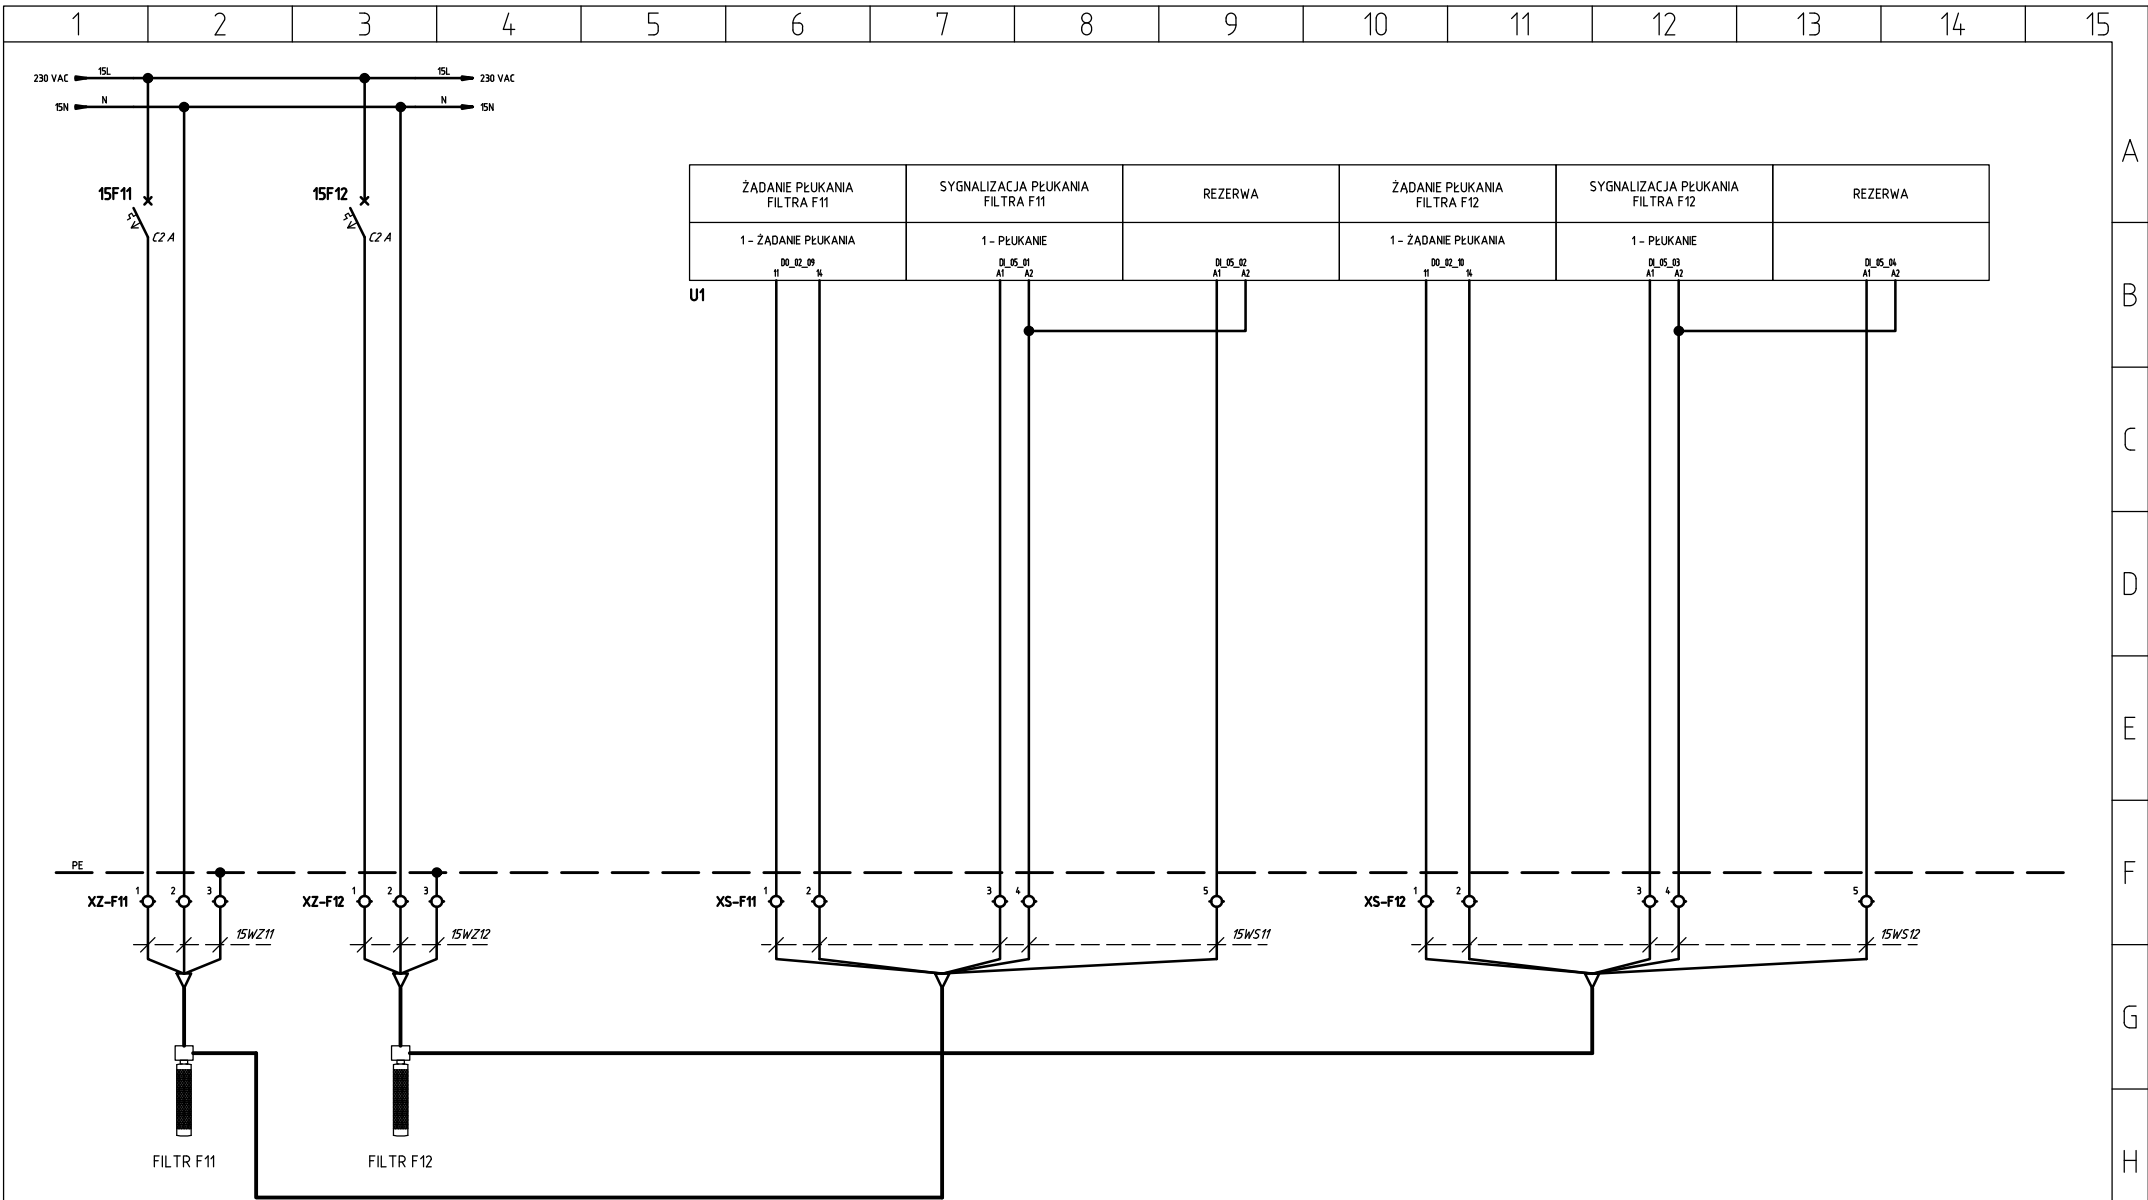 1 2 3 4 5 6 7 8 9 10 11 12 13 14 15
230 VAC 15L 15L 230 VAC
15N N N 15N
A
ŻĄDANIE PŁUKANIA
FILTRA F11
SYGNALIZACJA PŁUKANIA
FILTRA F11
REZERWA
ŻĄDANIE PŁUKANIA
FILTRA F12
SYGNALIZACJA PŁUKANIA
FILTRA F12
REZERWA
15F11 15F12
C2 A C2 A
1 - ŻĄDANIE PŁUKANIA 1 - PŁUKANIE 1 - ŻĄDANIE PŁUKANIA 1 - PŁUKANIE
DO_02_09 DI_05_01 DI_05_02 DO_02_10 DI_05_03 DI_05_04
11 14 A1 A2 A1 A2 11 14 A1 A2 A1 A2
U1
B
C
D
E
PE
F
1 2 3 1 2 3 1 2 3 4 5 1 2 3 4 5
XZ-F11 XZ-F12 XS-F11 XS-F12
15WZ11 15WZ12 15WS11 15WS12
G
FILTR F11 FILTR F12
H